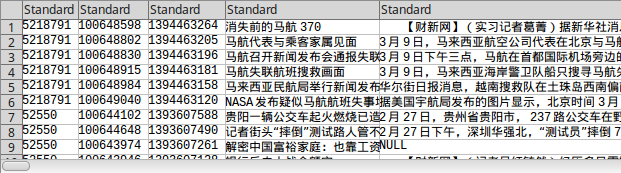 Standard Standard Standard Standard Standard
1 5218791 100648598 1394463264 消失前的马航 370 【财新网】（实习记者葛菁）据新华社消
2 5218791 100648802 1394463205 马航代表与乘客家属见面 3 月 9 日，马来西亚航空公司代表在北京与马航
3 5218791 100648830 1394463196 马航召开新闻发布会通报失联 3 月 9 日下午三点，马航在首都国际机场旁边的
4 5218791 100648915 1394463181 马航失联航班搜救画面 3 月 9 日，马来西亚海岸警卫队船只搜寻马航失
5 5218791 100648984 1394463158 马来西亚民航局举行新闻发布 华尔街日报消息，越南搜救队在土珠岛西南偏
6 5218791 100649040 1394463120 NASA 发布疑似马航航班失事 据美国宇航局发布的图片显示，北京时间 3 月
7 52550 100644102 1393607588 贵阳一辆公交车起火燃烧已造 2 月 27 日，贵州省贵阳市，237 路公交车在野
8 52550 100644648 1393607490 记者街头“摔倒”测试路人管不 2 月 27 日下午，深圳华强北，“测试员”摔倒 7
9 52550 100643974 1393607261 解密中国富裕家庭：也靠工资 NULL